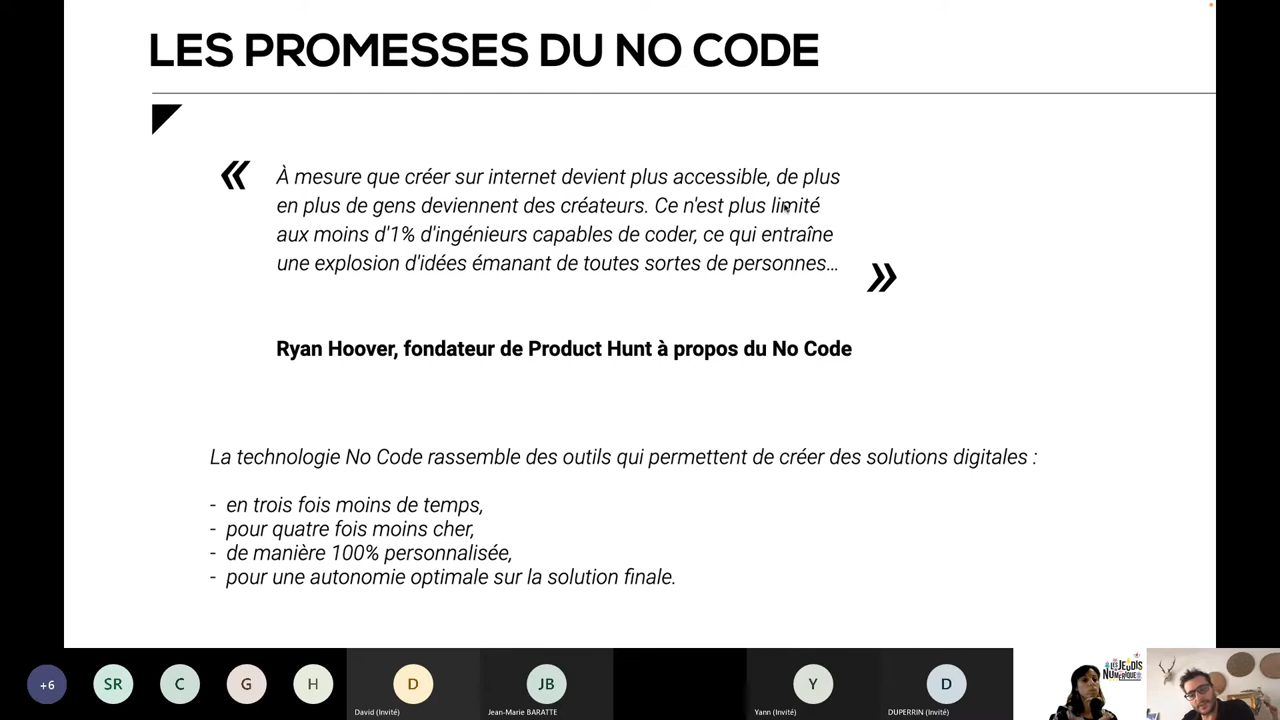 LES PROMESSES DU NO CODE
«
À mesure que créer sur internet devient plus accessible, de plus
en plus de gens deviennent des créateurs. Ce n'est plus limité
aux moins d'1% d'ingénieurs capables de coder, ce qui entraîne
une explosion d'idées émanant de toutes sortes de personnes…
»
Ryan Hoover, fondateur de Product Hunt à propos du No Code
La technologie No Code rassemble des outils qui permettent de créer des solutions digitales :
- en trois fois moins de temps,
- pour quatre fois moins cher,
- de manière 100% personnalisée,
- pour une autonomie optimale sur la solution finale.
+6
SR
C
G
H
D
David (Invité)
JB
Jean-Marie BARATTE
Y
Yann (Invité)
D
DUPERRIN (Invité)
LES JEUDIS
NUMÉRIQUE